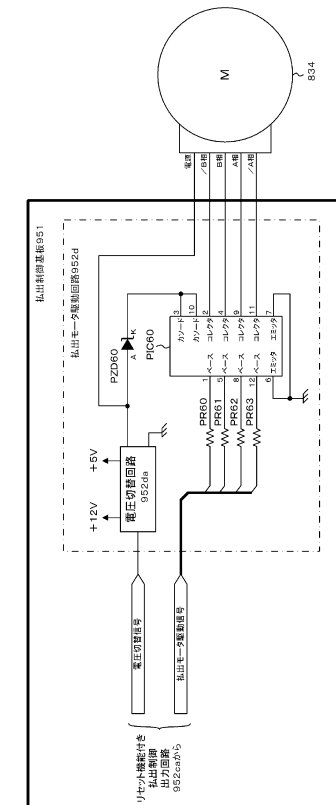 M
834
電源
/B相
B相
A相
/A相
払出制御基板951
払出モータ駆動回路952d
PZD60
A
K
PIC60
3
カソード
10
カソード
1
ベース
コレクタ
2
5
ベース
コレクタ
4
8
ベース
コレクタ
9
12
ベース
コレクタ
11
6
エミッタ
エミッタ
7
PR60
PR61
PR62
PR63
+5V
+12V
電圧切替回路
952da
電圧切替信号
払出モータ駆動信号
リセット機能付き
払出制御
出力回路
952caから